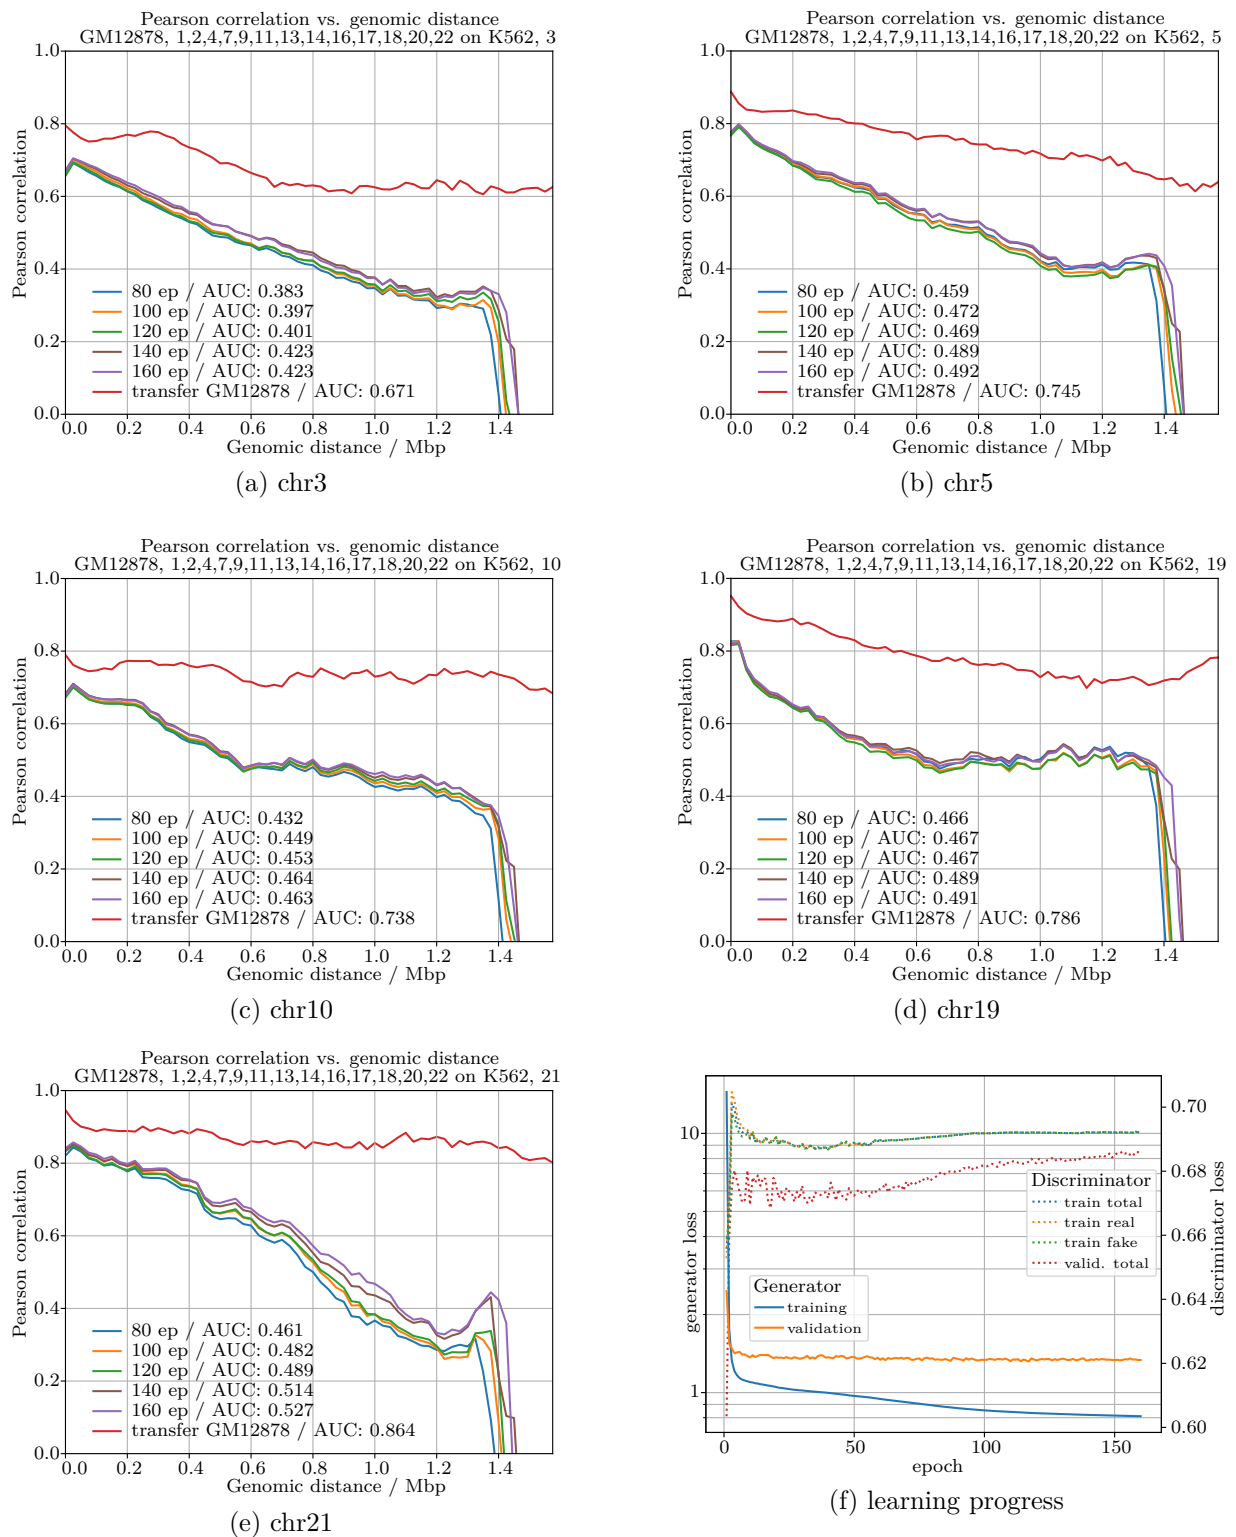 Pearson correlation vs. genomic distance
GM12878, 1,2,4,7,9,11,13,14,16,17,18,20,22 on K562, 3
1.0
0.8
0.6
0.4
0.2
0.0
Pearson correlation
80 ep / AUC: 0.383
100 ep / AUC: 0.397
120 ep / AUC: 0.401
140 ep / AUC: 0.423
160 ep / AUC: 0.423
transfer GM12878 / AUC: 0.671
0.0 0.2 0.4 0.6 0.8 1.0 1.2 1.4
Genomic distance / Mbp
(a) chr3
Pearson correlation vs. genomic distance
GM12878, 1,2,4,7,9,11,13,14,16,17,18,20,22 on K562, 5
1.0
0.8
0.6
0.4
0.2
0.0
Pearson correlation
80 ep / AUC: 0.459
100 ep / AUC: 0.472
120 ep / AUC: 0.469
140 ep / AUC: 0.489
160 ep / AUC: 0.492
transfer GM12878 / AUC: 0.745
0.0 0.2 0.4 0.6 0.8 1.0 1.2 1.4
Genomic distance / Mbp
(b) chr5
Pearson correlation vs. genomic distance
GM12878, 1,2,4,7,9,11,13,14,16,17,18,20,22 on K562, 10
1.0
0.8
0.6
0.4
0.2
0.0
Pearson correlation
80 ep / AUC: 0.432
100 ep / AUC: 0.449
120 ep / AUC: 0.453
140 ep / AUC: 0.464
160 ep / AUC: 0.463
transfer GM12878 / AUC: 0.738
0.0 0.2 0.4 0.6 0.8 1.0 1.2 1.4
Genomic distance / Mbp
(c) chr10
Pearson correlation vs. genomic distance
GM12878, 1,2,4,7,9,11,13,14,16,17,18,20,22 on K562, 19
1.0
0.8
0.6
0.4
0.2
0.0
Pearson correlation
80 ep / AUC: 0.466
100 ep / AUC: 0.467
120 ep / AUC: 0.467
140 ep / AUC: 0.489
160 ep / AUC: 0.491
transfer GM12878 / AUC: 0.786
0.0 0.2 0.4 0.6 0.8 1.0 1.2 1.4
Genomic distance / Mbp
(d) chr19
Pearson correlation vs. genomic distance
GM12878, 1,2,4,7,9,11,13,14,16,17,18,20,22 on K562, 21
1.0
0.8
0.6
0.4
0.2
0.0
Pearson correlation
80 ep / AUC: 0.461
100 ep / AUC: 0.482
120 ep / AUC: 0.489
140 ep / AUC: 0.514
160 ep / AUC: 0.527
transfer GM12878 / AUC: 0.864
0.0 0.2 0.4 0.6 0.8 1.0 1.2 1.4
Genomic distance / Mbp
(e) chr21
10
1
generator loss
0.70
0.68
0.66
0.64
0.62
0.60
discriminator loss
Discriminator
train total
train real
train fake
valid. total
Generator
training
validation
0 50 100 150
epoch
(f) learning progress